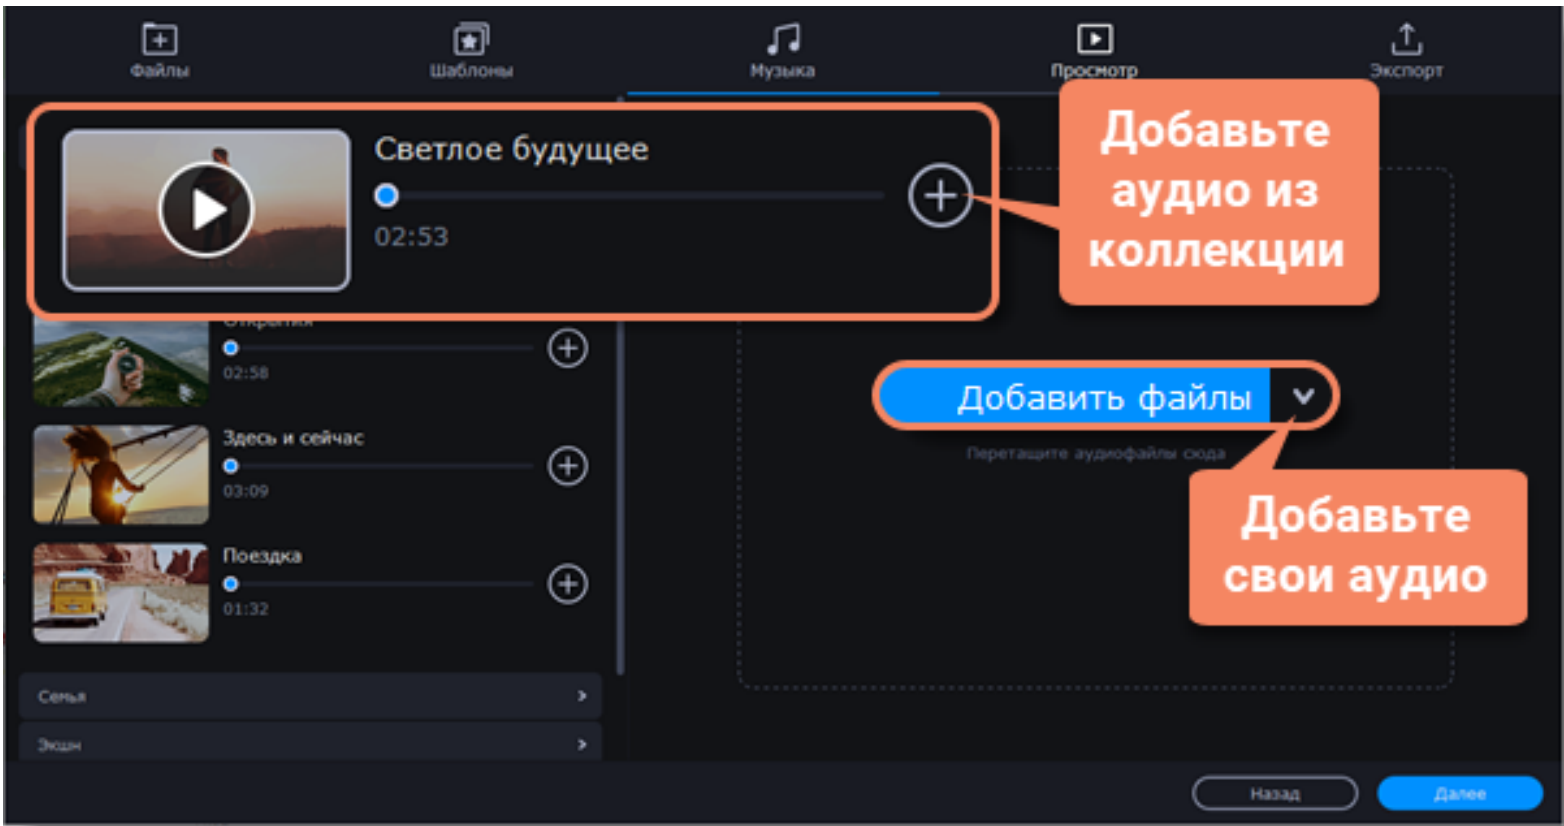 Файлы
Шаблоны
Музыка
Просмотр
Экспорт
Светлое будущее
02:53
Добавьте
аудио из
коллекции
Открытия
02:58
Здесь и сейчас
03:09
Поездка
01:32
Семья
Экшн
Добавить файлы
Перетащите аудиофайлы сюда
Добавьте
свои аудио
Назад
Далее